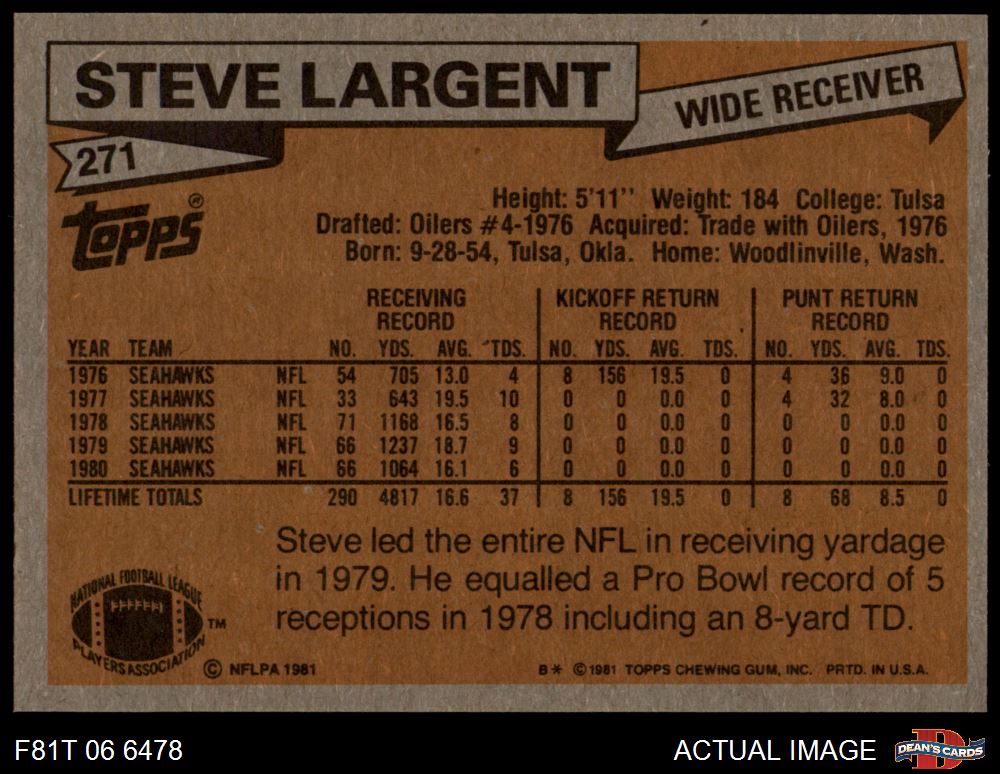 STEVE LARGENT
WIDE RECEIVER
271
TOPPS®
Height: 5'11'' Weight: 184 College: Tulsa
Drafted: Oilers #4-1976 Acquired: Trade with Oilers, 1976
Born: 9-28-54, Tulsa, Okla. Home: Woodlinville, Wash.
RECEIVING RECORD KICKOFF RETURN RECORD PUNT RETURN RECORD
YEAR TEAM NO. YDS. AVG. TDS. NO. YDS. AVG. TDS. NO. YDS. AVG. TDS.
1976 SEAHAWKS NFL 54 705 13.0 4 8 156 19.5 0 4 36 9.0 0
1977 SEAHAWKS NFL 33 643 19.5 10 0 0 0.0 0 4 32 8.0 0
1978 SEAHAWKS NFL 71 1168 16.5 8 0 0 0.0 0 0 0 0.0 0
1979 SEAHAWKS NFL 66 1237 18.7 9 0 0 0.0 0 0 0 0.0 0
1980 SEAHAWKS NFL 66 1064 16.1 6 0 0 0.0 0 0 0 0.0 0
LIFETIME TOTALS 290 4817 16.6 37 8 156 19.5 0 8 68 8.5 0
Steve led the entire NFL in receiving yardage
in 1979. He equalled a Pro Bowl record of 5
receptions in 1978 including an 8-yard TD.
NATIONAL FOOTBALL LEAGUE
PLAYERS ASSOCIATION TM
© NFLPA 1981
B* ©1981 TOPPS CHEWING GUM, INC. PRTD. IN U.S.A.
F81T 06 6478
ACTUAL IMAGE
D
DEAN'S CARDS